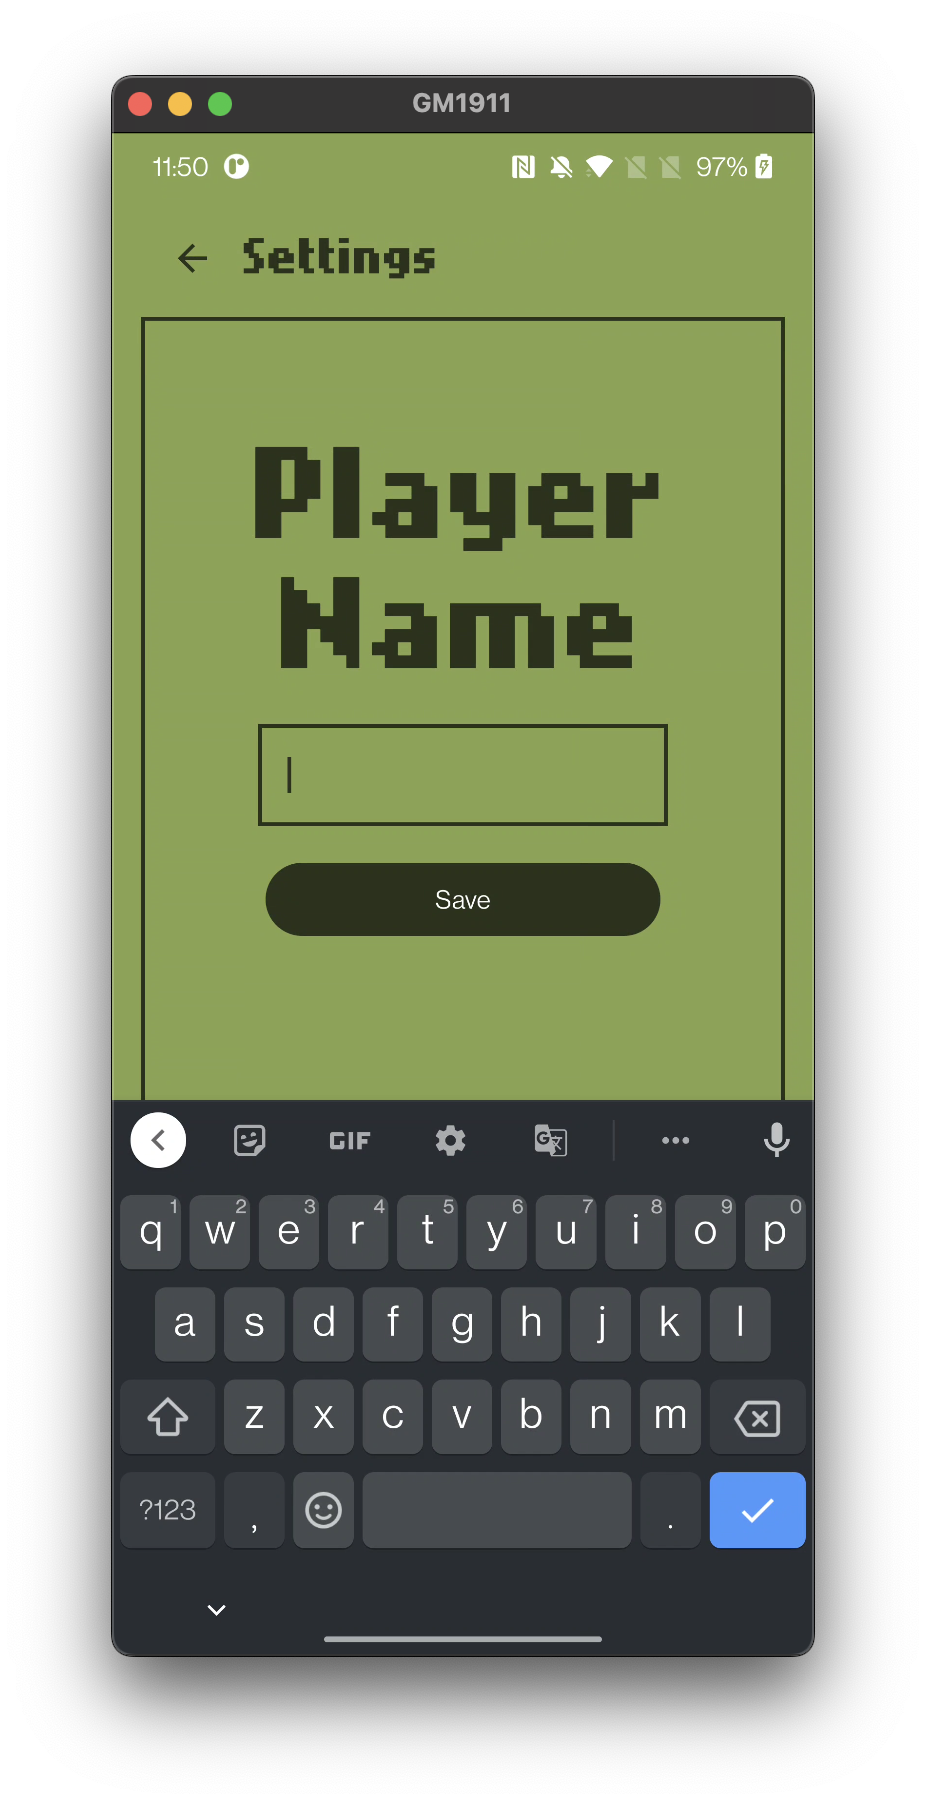 GM1911
11:50 97%
Settings
Player
Name
Save
GIF G
1 2 3 4 5 6 7 8 9 0
q w e r t y u i o p
a s d f g h j k l
z x c v b n m
?123 , .